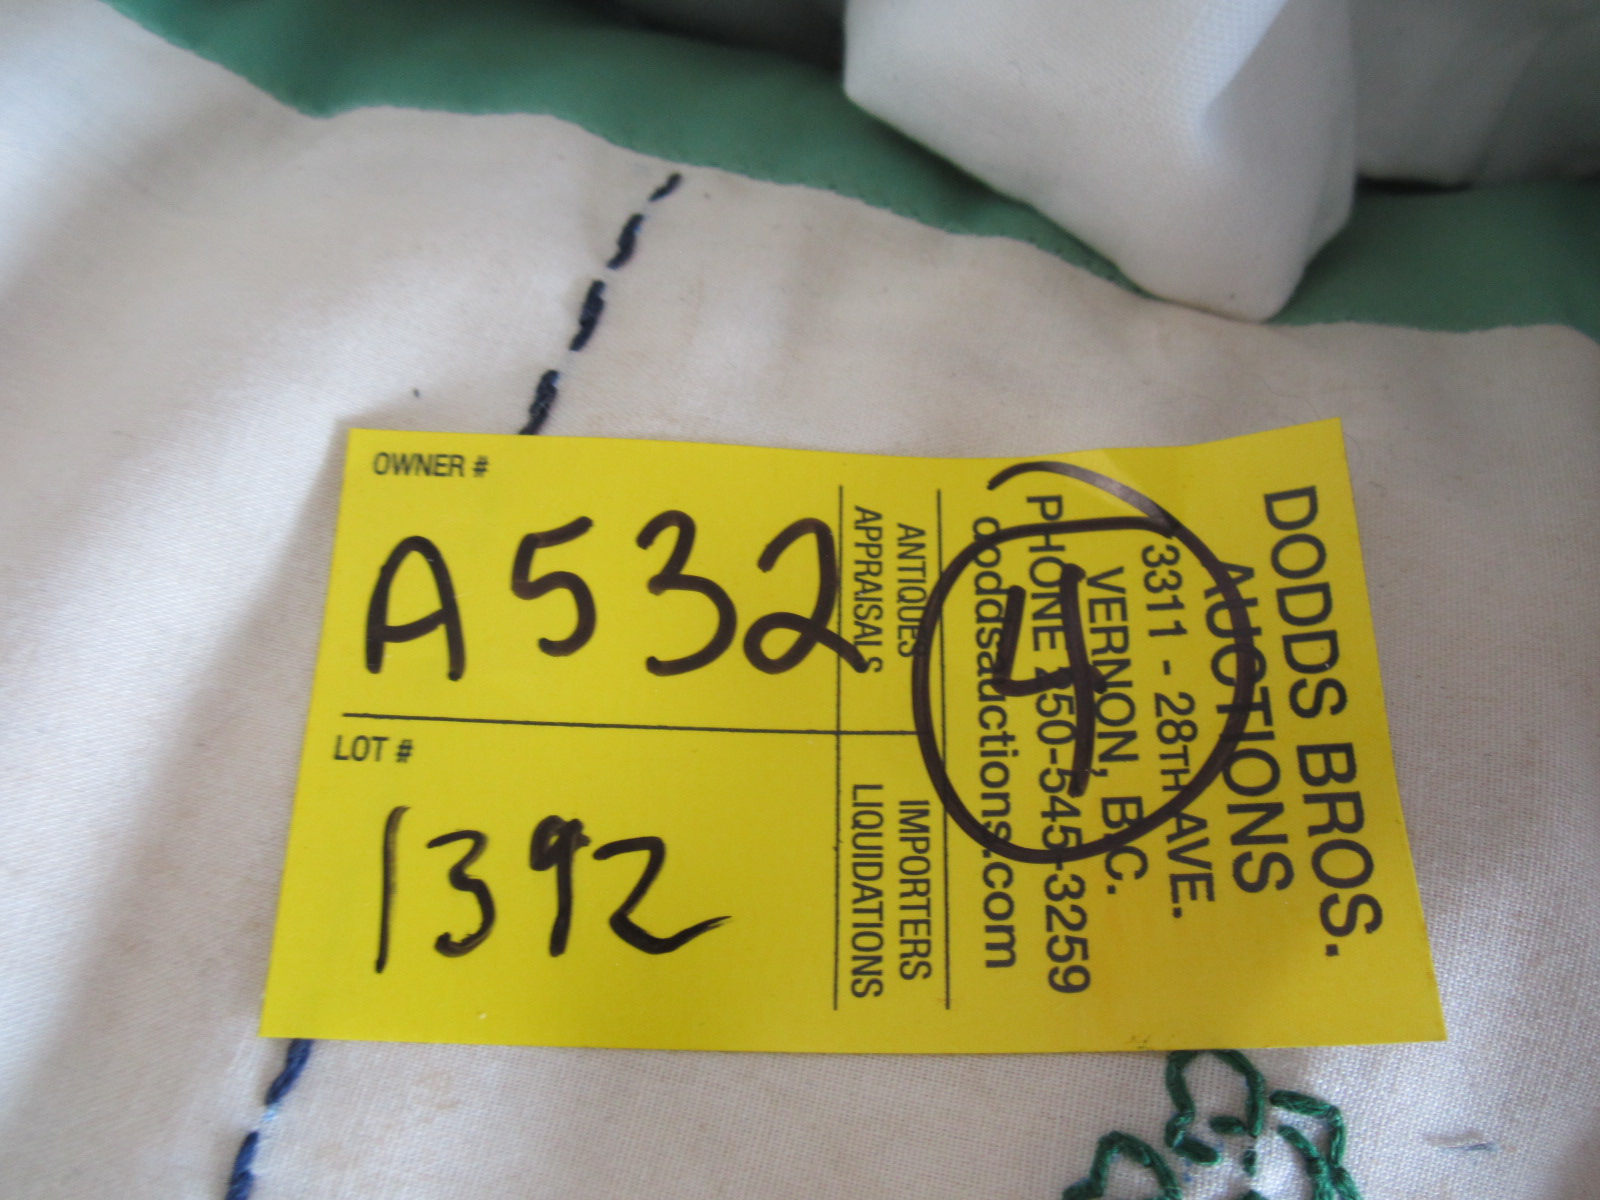 OWNER #
A532
LOT #
1392
ANTIQUES
APPRAISALS
IMPORTERS
LIQUIDATIONS
DODDS BROS.
AUCTIONS
3311 - 28TH AVE.
VERNON, BC.
PHONE 250-545-3259
doddsauctions.com
4